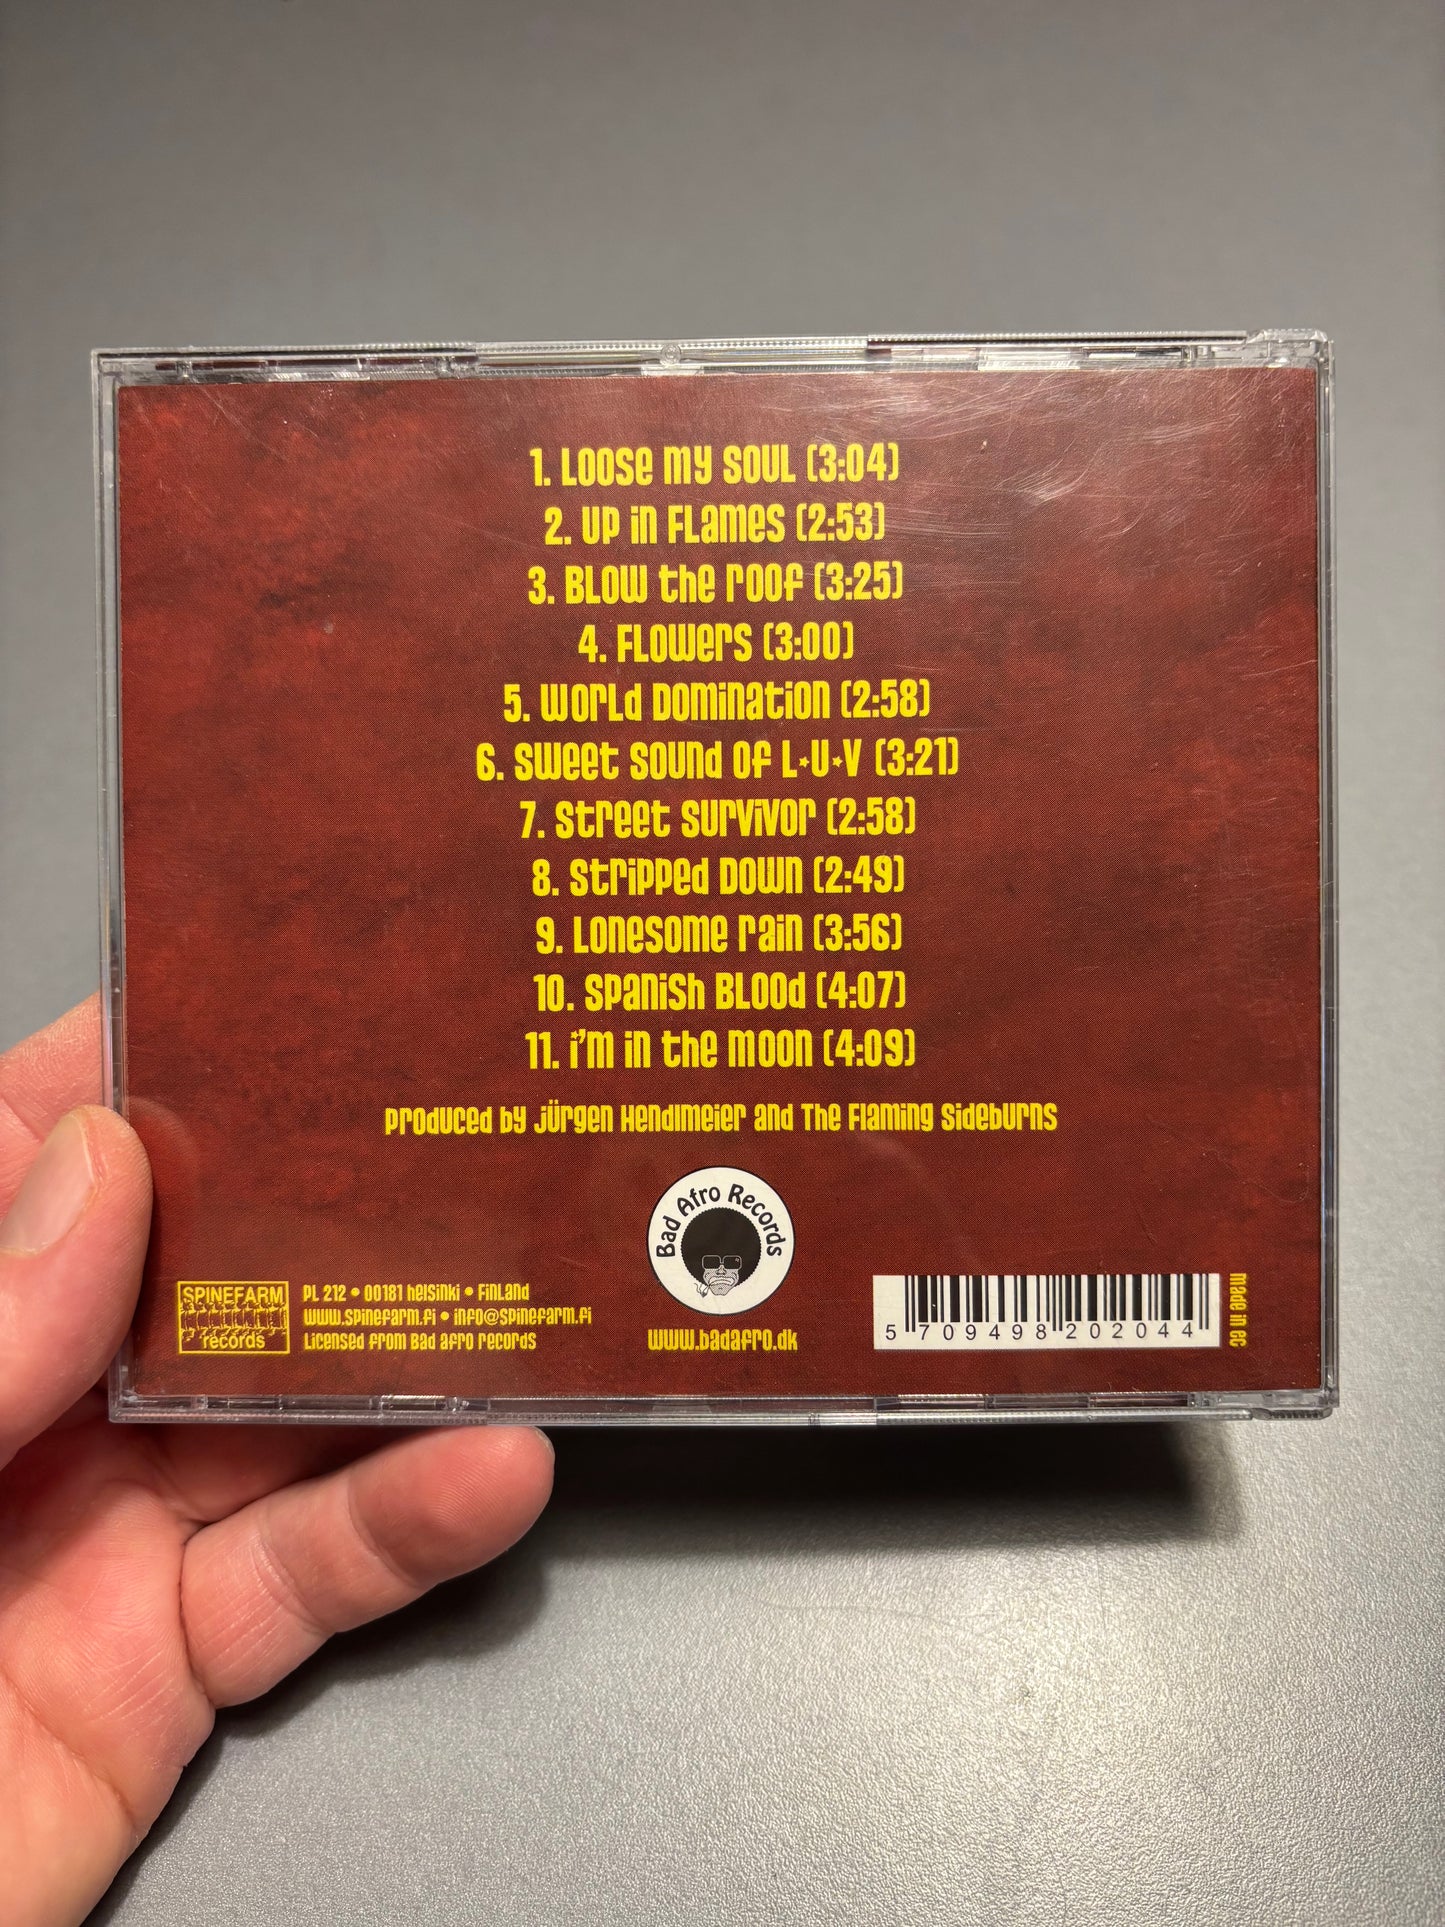 1. Loose my soul (3:04)
2. Up in Flames (2:53)
3. Blow the roof (3:25)
4. Flowers (3:00)
5. World Domination (2:58)
6. Sweet Sound of L★U★V (3:21)
7. Street Survivor (2:58)
8. Stripped Down (2:49)
9. Lonesome rain (3:56)
10. Spanish Blood (4:07)
11. I'm in the moon (4:09)
Produced by Jürgen Hendlmeier and The Flaming Sideburns
Bad Afro Records
www.badafro.dk
SPINEFARM
records
PL 212 • 00181 Helsinki • Finland
www.spinefarm.fi • info@spinefarm.fi
Licensed from Bad Afro records
5 709498 202044
made in ec